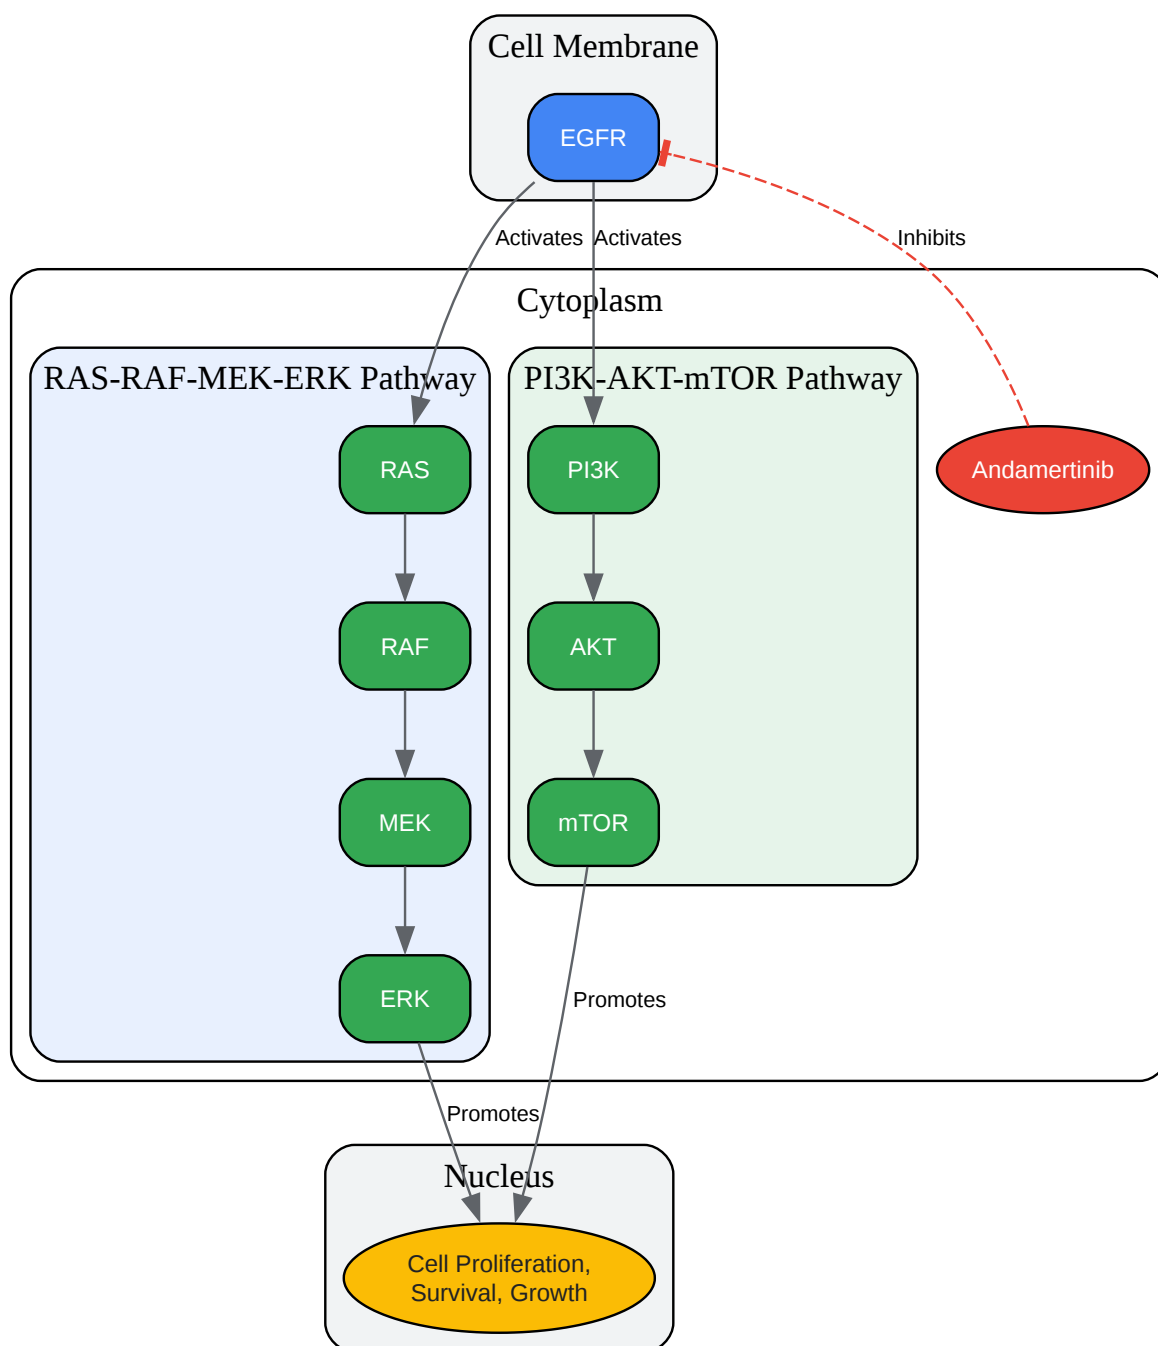 Cell Membrane
EGFR
Activates
Activates
Inhibits
Cytoplasm
RAS-RAF-MEK-ERK Pathway
PI3K-AKT-mTOR Pathway
RAS
PI3K
Andamertinib
RAF
AKT
MEK
mTOR
ERK
Promotes
Promotes
Nucleus
Cell Proliferation,
Survival, Growth